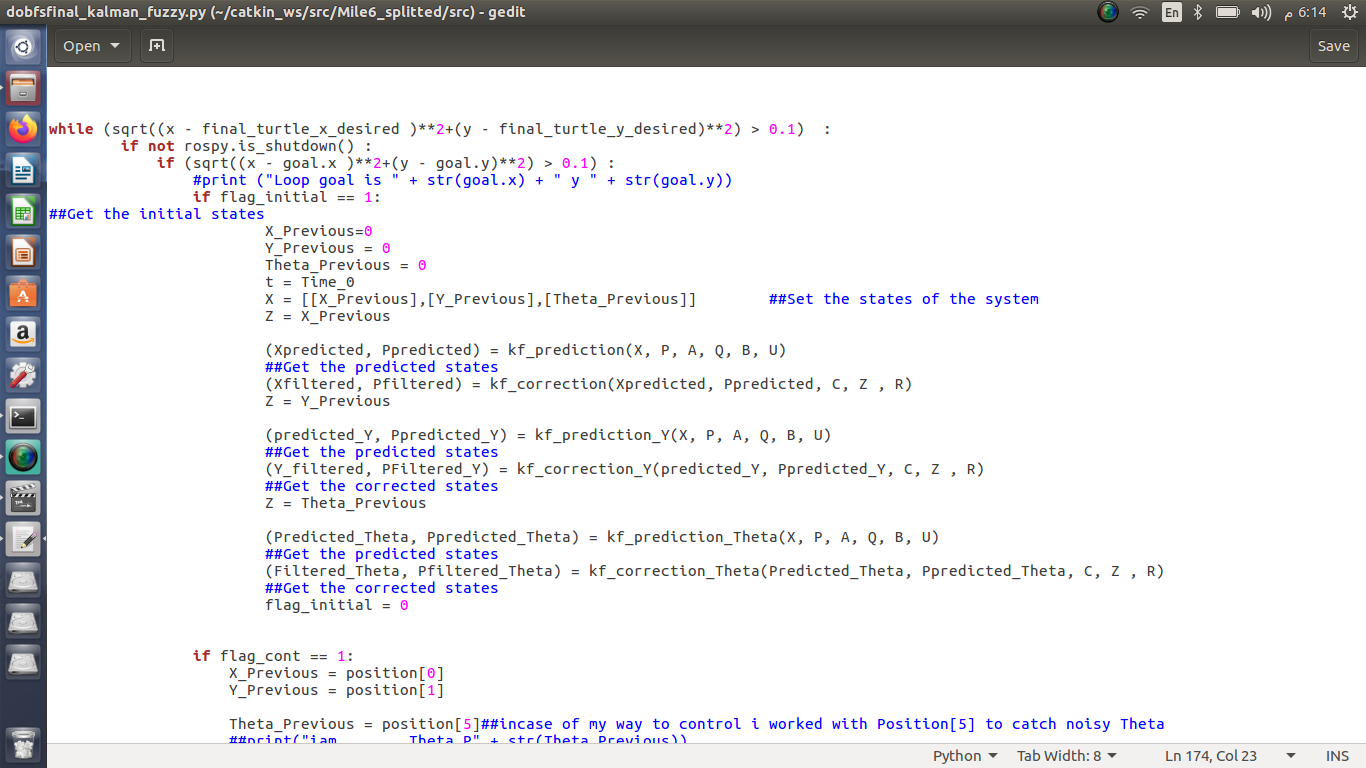 dobfsfinal_kalman_fuzzy.py (~/catkin_ws/src/Mile6_splitted/src) - gedit
En
6:14 م
Open
Save
while (sqrt((x - final_turtle_x_desired )**2+(y - final_turtle_y_desired)**2) > 0.1)  :
        if not rospy.is_shutdown() :
            if (sqrt((x - goal.x )**2+(y - goal.y)**2) > 0.1) :
                #print ("Loop goal is " + str(goal.x) + " y " + str(goal.y))
                if flag_initial == 1:
##Get the initial states
                        X_Previous=0
                        Y_Previous = 0
                        Theta_Previous = 0
                        t = Time_0
                        X = [[X_Previous],[Y_Previous],[Theta_Previous]]        ##Set the states of the system
                        Z = X_Previous
                        (Xpredicted, Ppredicted) = kf_prediction(X, P, A, Q, B, U)
                        ##Get the predicted states
                        (Xfiltered, Pfiltered) = kf_correction(Xpredicted, Ppredicted, C, Z , R)
                        Z = Y_Previous
                        (predicted_Y, Ppredicted_Y) = kf_prediction_Y(X, P, A, Q, B, U)
                        ##Get the predicted states
                        (Y_filtered, PFiltered_Y) = kf_correction_Y(predicted_Y, Ppredicted_Y, C, Z , R)
                        ##Get the corrected states
                        Z = Theta_Previous
                        (Predicted_Theta, Ppredicted_Theta) = kf_prediction_Theta(X, P, A, Q, B, U)
                        ##Get the predicted states
                        (Filtered_Theta, Pfiltered_Theta) = kf_correction_Theta(Predicted_Theta, Ppredicted_Theta, C, Z , R)
                        ##Get the corrected states
                        flag_initial = 0
                if flag_cont == 1:
                    X_Previous = position[0]
                    Y_Previous = position[1]
                    Theta_Previous = position[5]##incase of my way to control i worked with Position[5] to catch noisy Theta
                    ##print("iam        Theta P" + str(Theta_Previous))
Python
Tab Width: 8
Ln 174, Col 23
INS